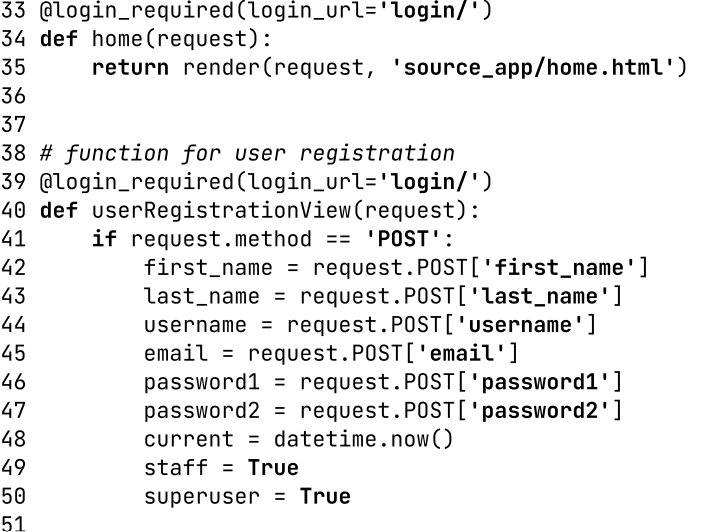 33 @login_required(login_url='login/')
34 def home(request):
35     return render(request, 'source_app/home.html')
36
37
38 # function for user registration
39 @login_required(login_url='login/')
40 def userRegistrationView(request):
41     if request.method == 'POST':
42         first_name = request.POST['first_name']
43         last_name = request.POST['last_name']
44         username = request.POST['username']
45         email = request.POST['email']
46         password1 = request.POST['password1']
47         password2 = request.POST['password2']
48         current = datetime.now()
49         staff = True
50         superuser = True
51